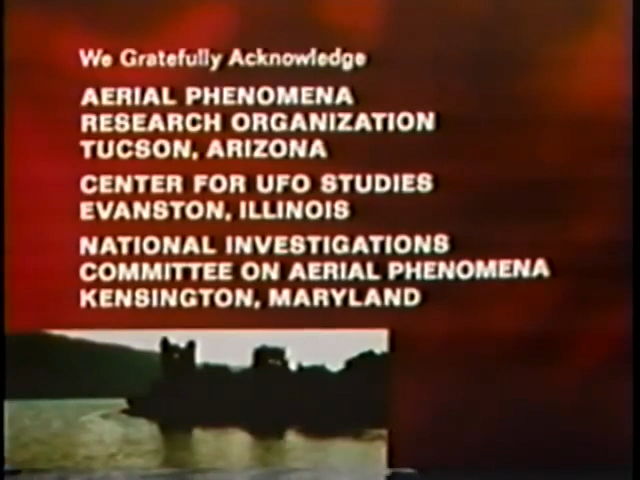 We Gratefully Acknowledge
AERIAL PHENOMENA
RESEARCH ORGANIZATION
TUCSON, ARIZONA
CENTER FOR UFO STUDIES
EVANSTON, ILLINOIS
NATIONAL INVESTIGATIONS
COMMITTEE ON AERIAL PHENOMENA
KENSINGTON, MARYLAND